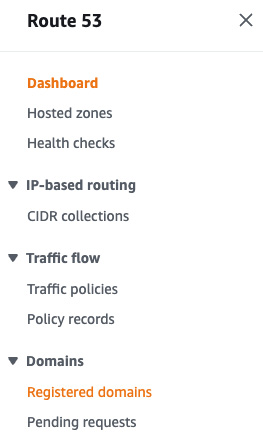 Route 53
Dashboard
Hosted zones
Health checks
IP-based routing
CIDR collections
Traffic flow
Traffic policies
Policy records
Domains
Registered domains
Pending requests